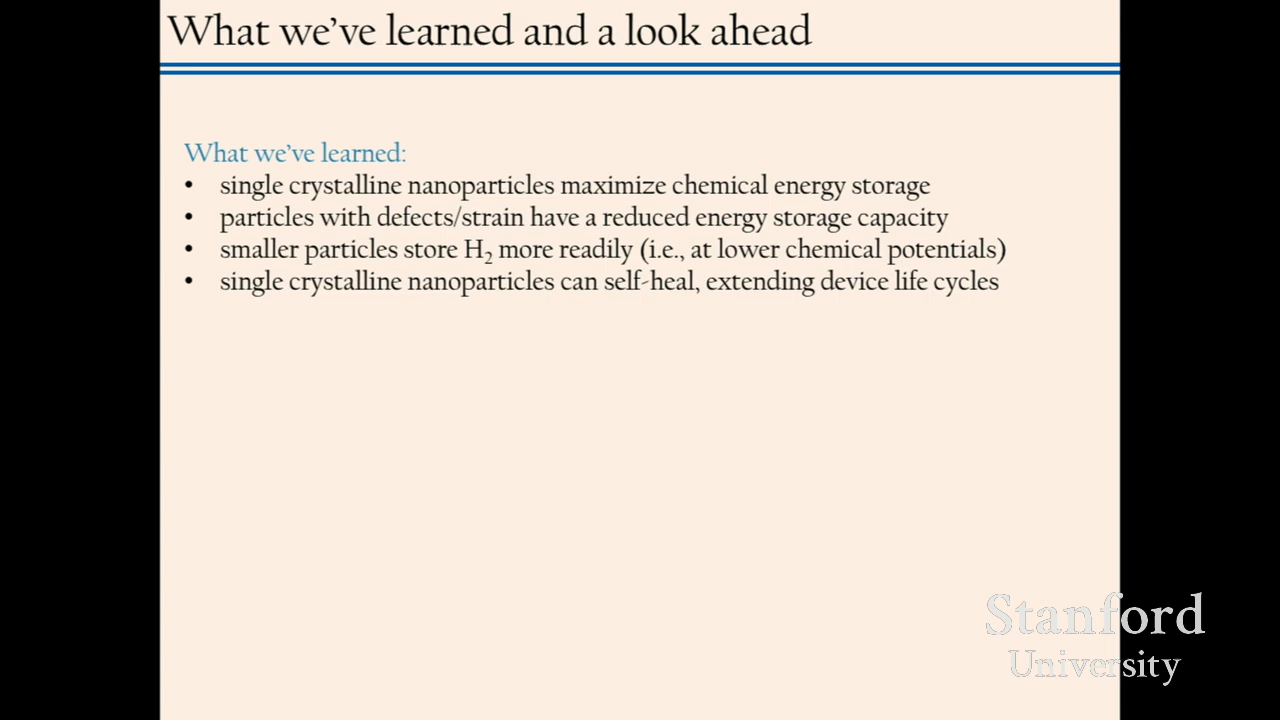 What we've learned and a look ahead
What we've learned:
• single crystalline nanoparticles maximize chemical energy storage
• particles with defects/strain have a reduced energy storage capacity
• smaller particles store H₂ more readily (i.e., at lower chemical potentials)
• single crystalline nanoparticles can self-heal, extending device life cycles
Stanford
University